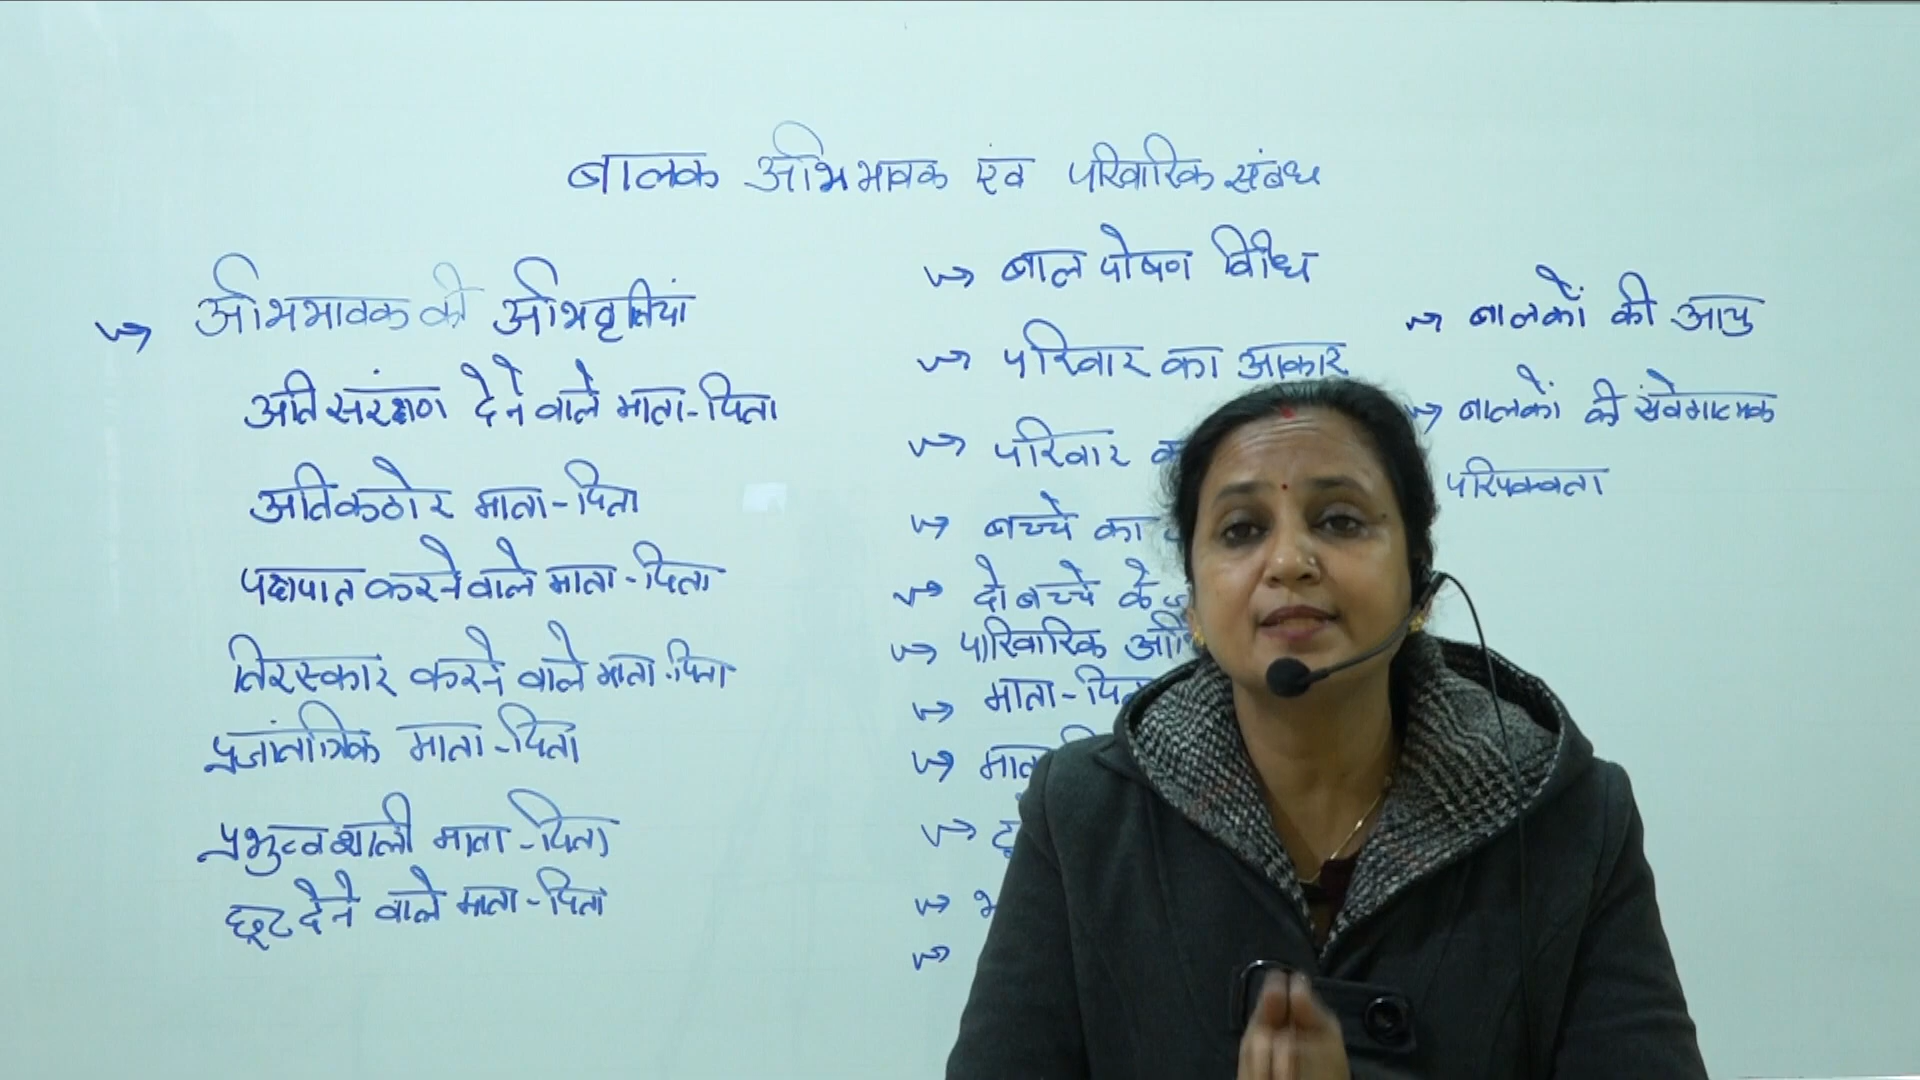 बालक अभिभावक एंव परिवारिक संबंध
अभिभावक की अभिवृतियां
अति संरक्षण देने वाले माता-पिता
अतिकठोर माता-पिता
पक्षपात करने वाले माता-पिता
तिरस्कार करने वाले माता-पिता
प्रजातांत्रिक माता-पिता
प्रभुत्वशाली माता-पिता
छूट देने वाले माता-पिता
बाल पोषण विधि
परिवार का आकार
परिवार
बच्चे का
दो बच्चे के
पारिवारिक
माता-पिता
बालकों की आयु
बालकों की संवेगात्मक
परिपक्वता